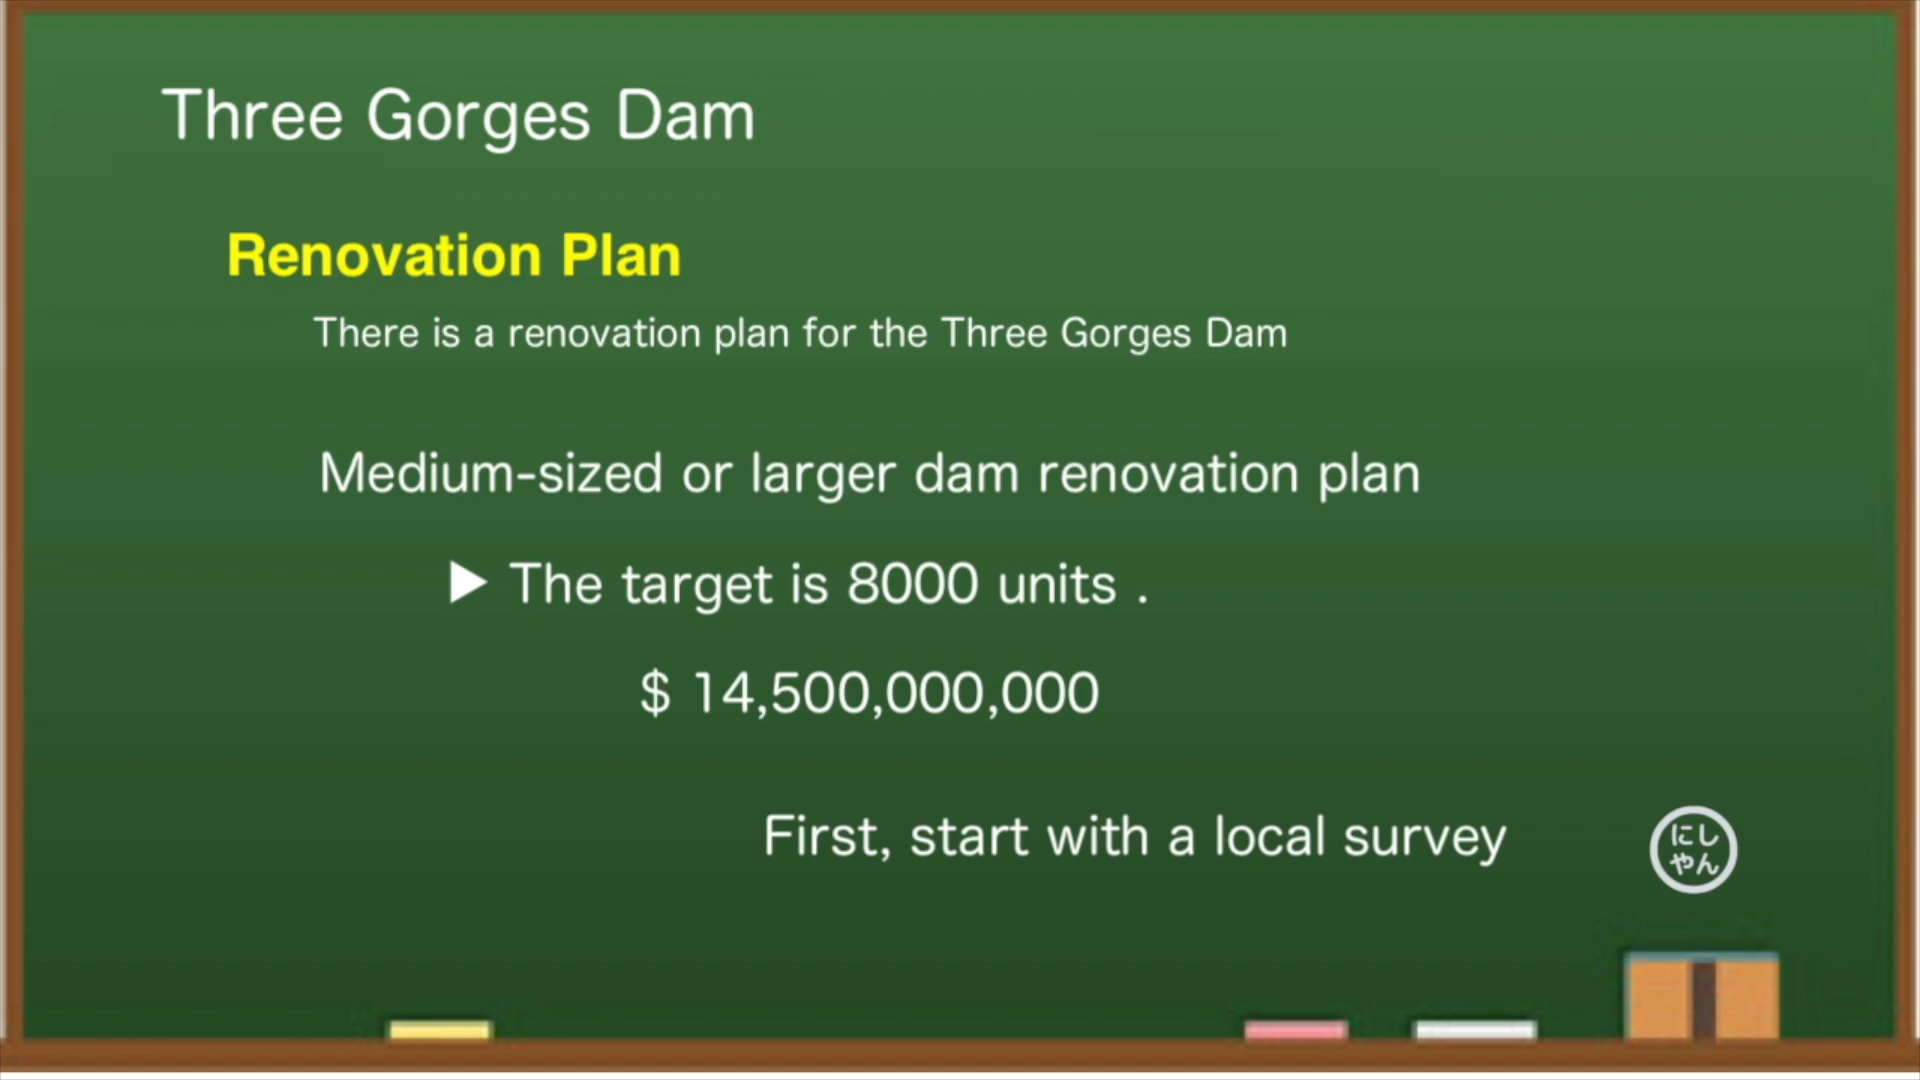 Three Gorges Dam
Renovation Plan
There is a renovation plan for the Three Gorges Dam
Medium-sized or larger dam renovation plan
▶ The target is 8000 units .
$ 14,500,000,000
First, start with a local survey
にし
やん